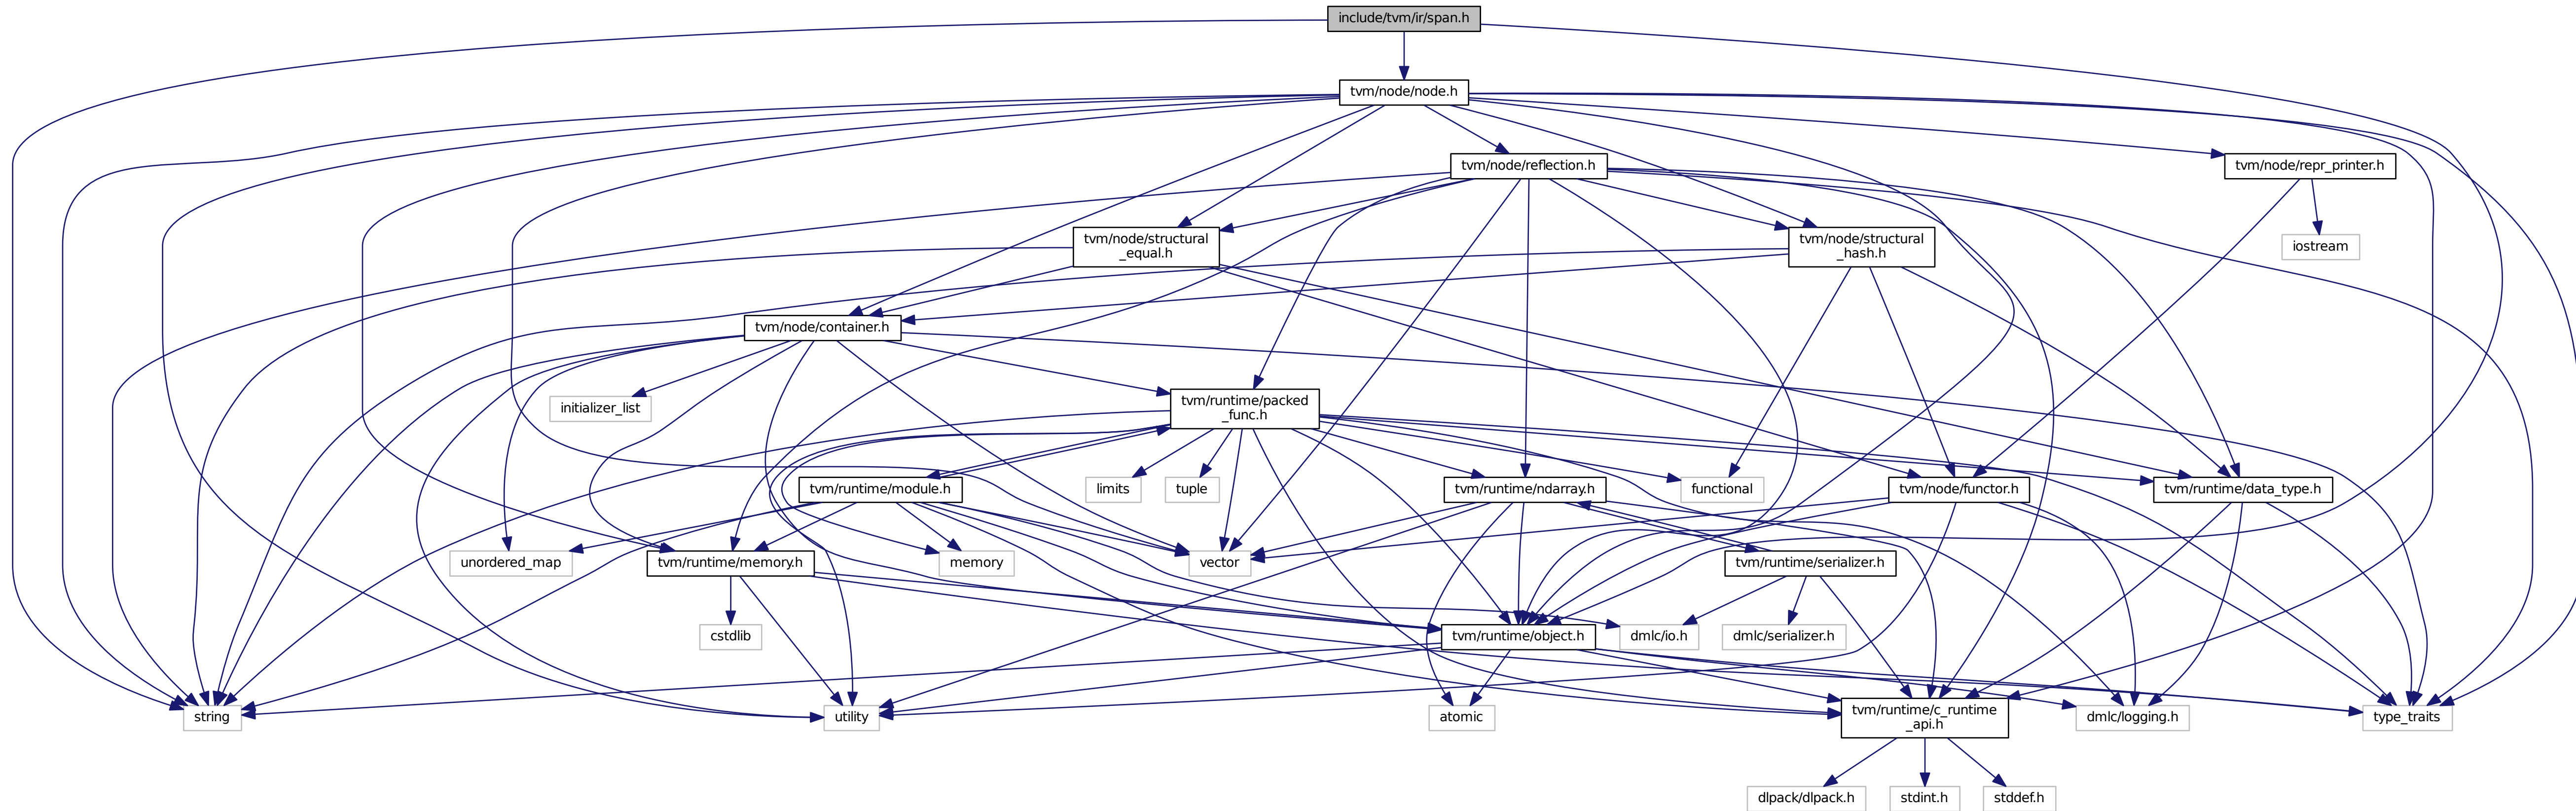 include/tvm/ir/span.h
tvm/node/node.h
tvm/node/reflection.h
tvm/node/repr_printer.h
tvm/node/structural
_equal.h
tvm/node/structural
_hash.h
iostream
tvm/node/container.h
initializer_list
tvm/runtime/packed
_func.h
tvm/runtime/module.h
limits
tuple
tvm/runtime/ndarray.h
functional
tvm/node/functor.h
tvm/runtime/data_type.h
unordered_map
tvm/runtime/memory.h
memory
vector
tvm/runtime/serializer.h
cstdlib
tvm/runtime/object.h
dmlc/io.h
dmlc/serializer.h
string
utility
atomic
tvm/runtime/c_runtime
_api.h
dmlc/logging.h
type_traits
dlpack/dlpack.h
stdint.h
stddef.h